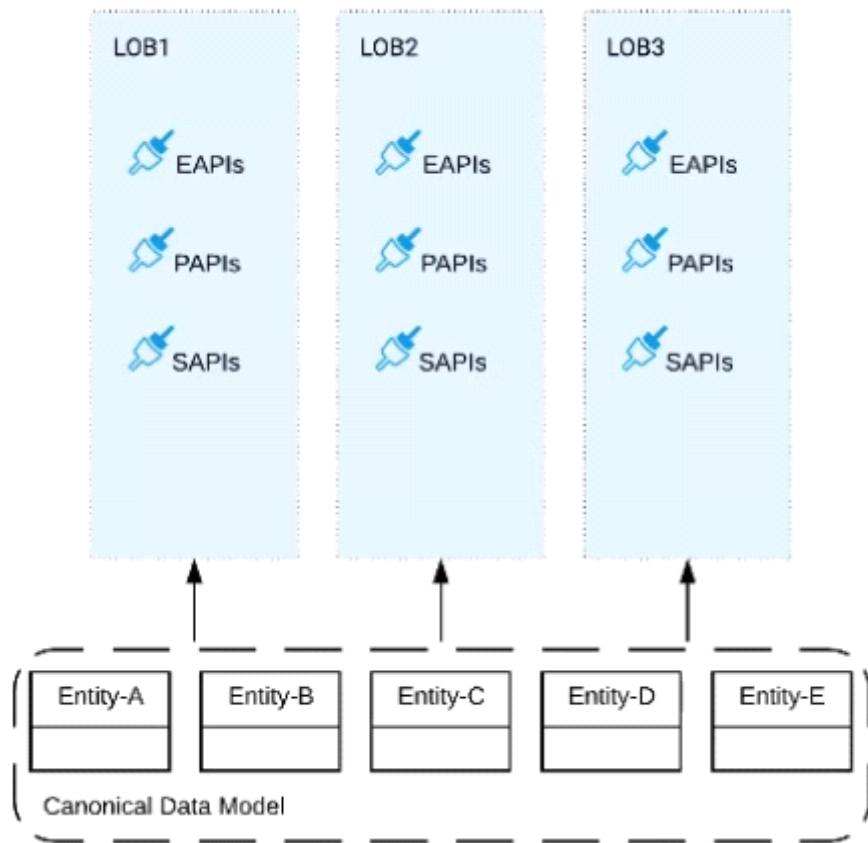 LOB1
LOB2
LOB3
EAPIs
EAPIs
EAPIs
PAPIs
PAPIs
PAPIs
SAPIs
SAPIs
SAPIs
Entity-A
Entity-B
Entity-C
Entity-D
Entity-E
Canonical Data Model